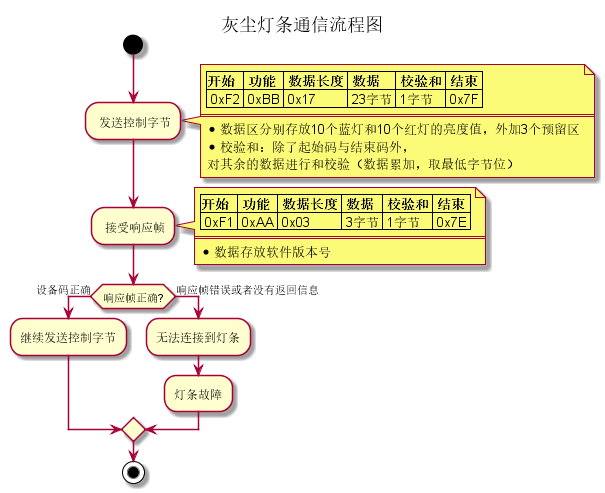 灰尘灯条通信流程图
开始 功能 数据长度 数据 校验和 结束
0xF2 0xBB 0x17 23字节 1字节 0x7F
发送控制字节
• 数据区分别存放10个蓝灯和10个红灯的亮度值，外加3个预留区
• 校验和：除了起始码与结束码外，
对其余的数据进行和校验（数据累加，取最低字节位）
开始 功能 数据长度 数据 校验和 结束
0xF1 0xAA 0x03 3字节 1字节 0x7E
接受响应帧
• 数据存放软件版本号
设备码正确 响应帧正确? 响应帧错误或者没有返回信息
继续发送控制字节 无法连接到灯条
灯条故障